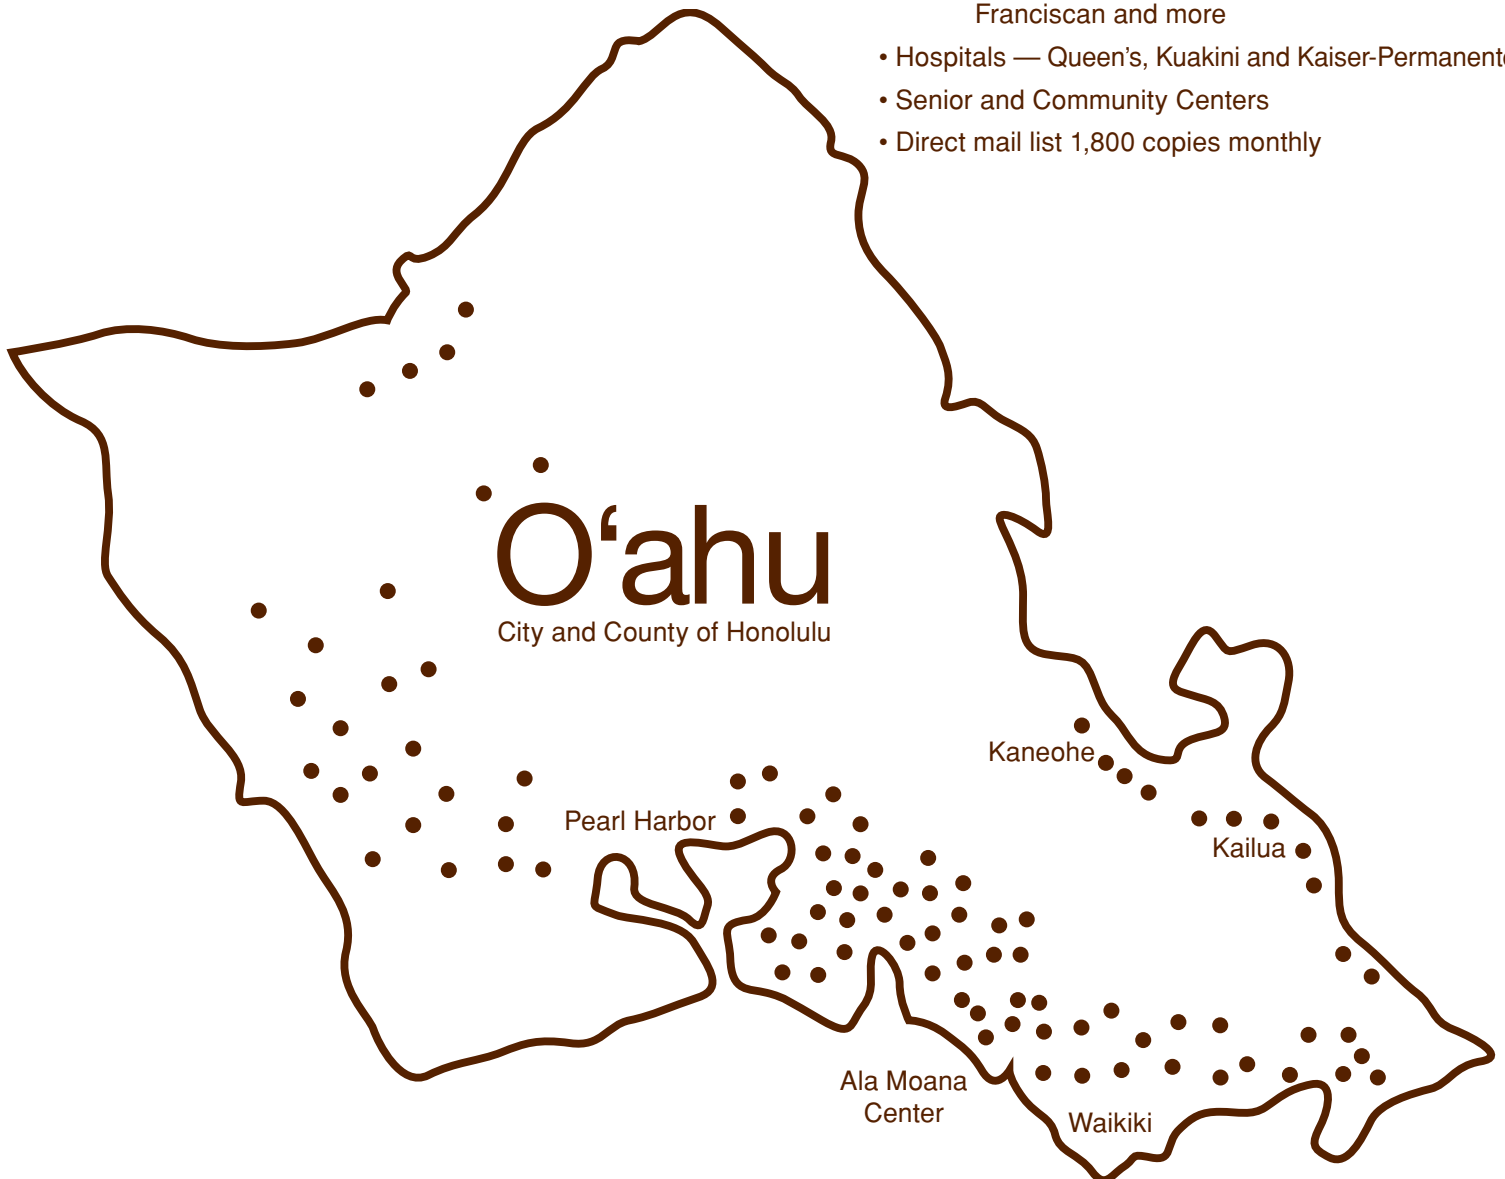 Franciscan and more
• Hospitals — Queen’s, Kuakini and Kaiser-Permanente
• Senior and Community Centers
• Direct mail list 1,800 copies monthly
O‘ahu
City and County of Honolulu
Kaneohe
Pearl Harbor
Kailua
Ala Moana
Center
Waikiki